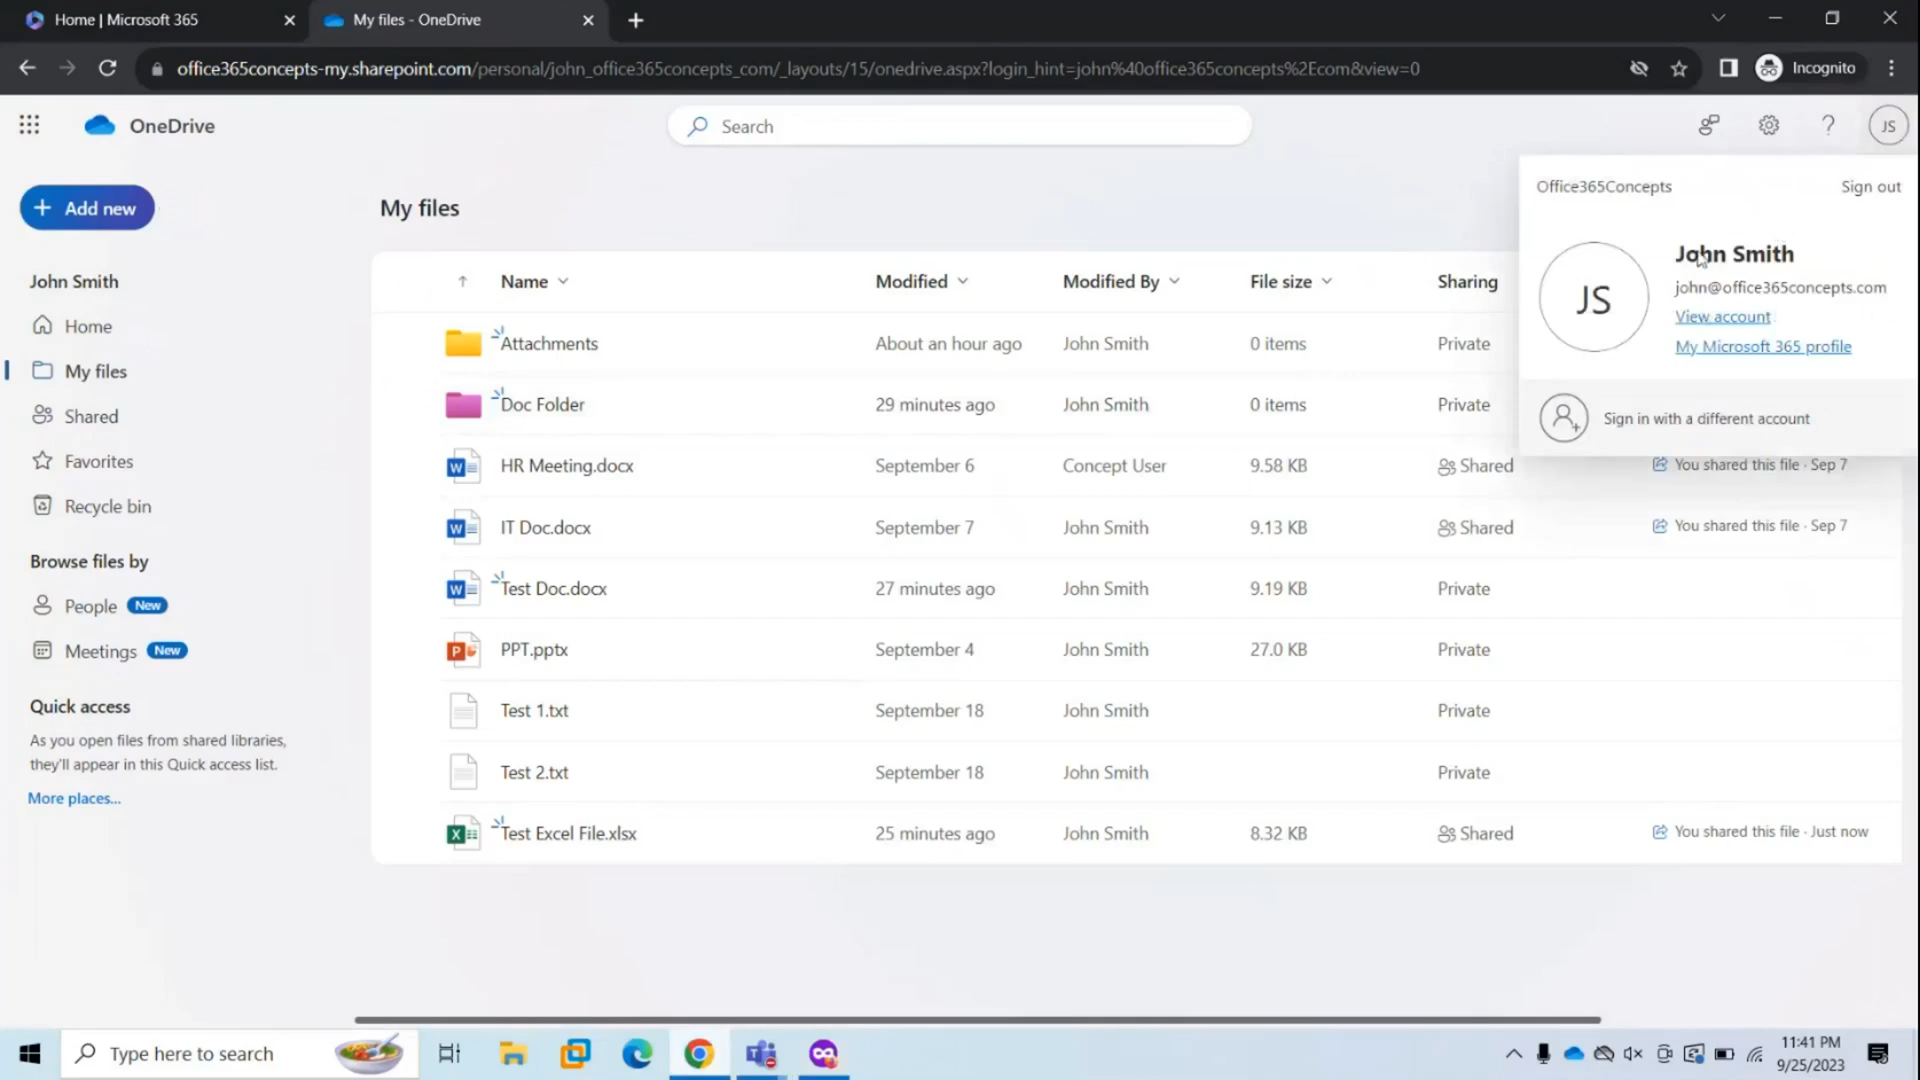 Home | Microsoft 365
My files - OneDrive
office365concepts-my.sharepoint.com/personal/john_office365concepts_com/_layouts/15/onedrive.aspx?login_hint=john%40office365concepts%2Ecom&view=0
Incognito
OneDrive
Search
?
JS
Add new
John Smith
Home
My files
Shared
Favorites
Recycle bin
Browse files by
People New
Meetings New
Quick access
As you open files from shared libraries,
they'll appear in this Quick access list.
More places...
My files
Name Modified Modified By File size Sharing
Attachments About an hour ago John Smith 0 items Private
Doc Folder 29 minutes ago John Smith 0 items Private
HR Meeting.docx September 6 Concept User 9.58 KB Shared You shared this file · Sep 7
IT Doc.docx September 7 John Smith 9.13 KB Shared You shared this file · Sep 7
Test Doc.docx 27 minutes ago John Smith 9.19 KB Private
PPT.pptx September 4 John Smith 27.0 KB Private
Test 1.txt September 18 John Smith Private
Test 2.txt September 18 John Smith Private
Test Excel File.xlsx 25 minutes ago John Smith 8.32 KB Shared You shared this file · Just now
Office365Concepts Sign out
JS
John Smith
john@office365concepts.com
View account
My Microsoft 365 profile
Sign in with a different account
Type here to search
11:41 PM
9/25/2023